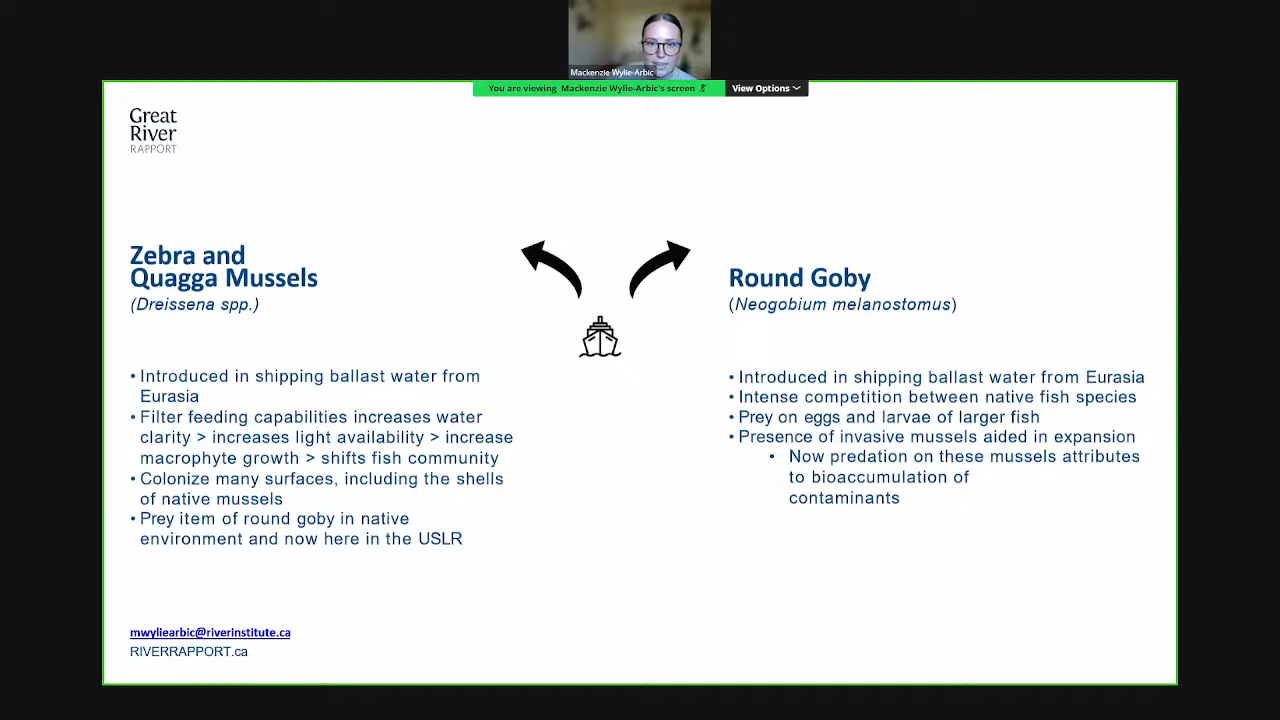 Mackenzie Wylie-Arbic
You are viewing Mackenzie Wylie-Arbic's screen
View Options
Great
River
RAPPORT
Zebra and
Quagga Mussels
(Dreissena spp.)
• Introduced in shipping ballast water from
Eurasia
• Filter feeding capabilities increases water
clarity > increases light availability > increase
macrophyte growth > shifts fish community
• Colonize many surfaces, including the shells
of native mussels
• Prey item of round goby in native
environment and now here in the USLR
Round Goby
(Neogobium melanostomus)
• Introduced in shipping ballast water from Eurasia
• Intense competition between native fish species
• Prey on eggs and larvae of larger fish
• Presence of invasive mussels aided in expansion
• Now predation on these mussels attributes
to bioaccumulation of
contaminants
mwyliearbic@riverinstitute.ca
RIVERRAPPORT.ca